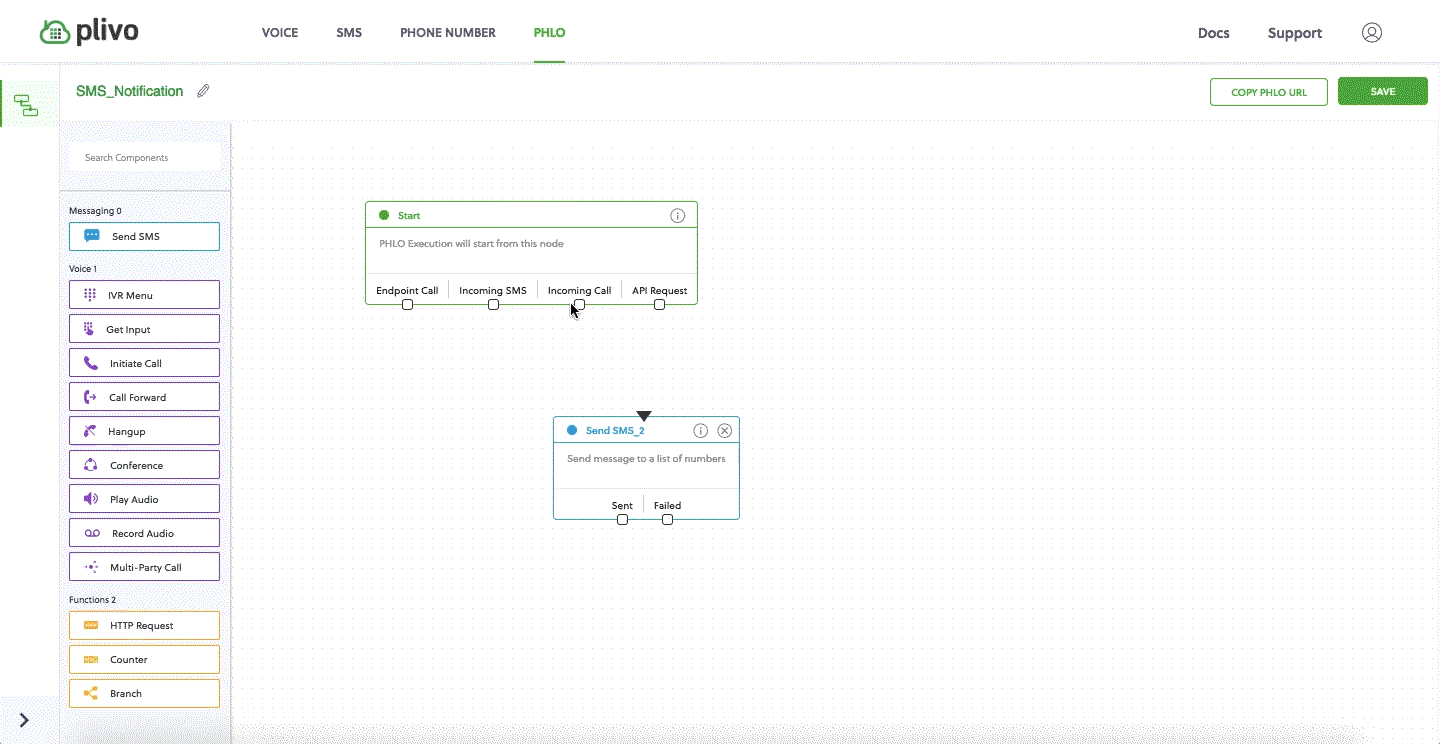 plivo VOICE SMS PHONE NUMBER PHLO Docs Support
SMS_Notification COPY PHLO URL SAVE
Search Components
Messaging 0
Send SMS
Voice 1
IVR Menu
Get Input
Initiate Call
Call Forward
Hangup
Conference
Play Audio
Record Audio
Multi-Party Call
Functions 2
HTTP Request
Counter
Branch
Start
PHLO Execution will start from this node
Endpoint Call Incoming SMS Incoming Call API Request
Send SMS_2
Send message to a list of numbers
Sent Failed